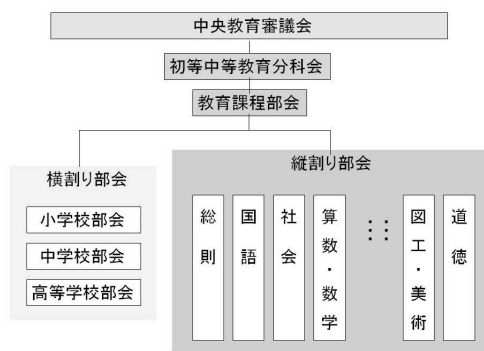 中央教育審議会
初等中等教育分科会
教育課程部会
横割り部会
小学校部会
中学校部会
高等学校部会
縦割り部会
総則
国語
社会
算数・数学
⋮⋮
図工・美術
道徳